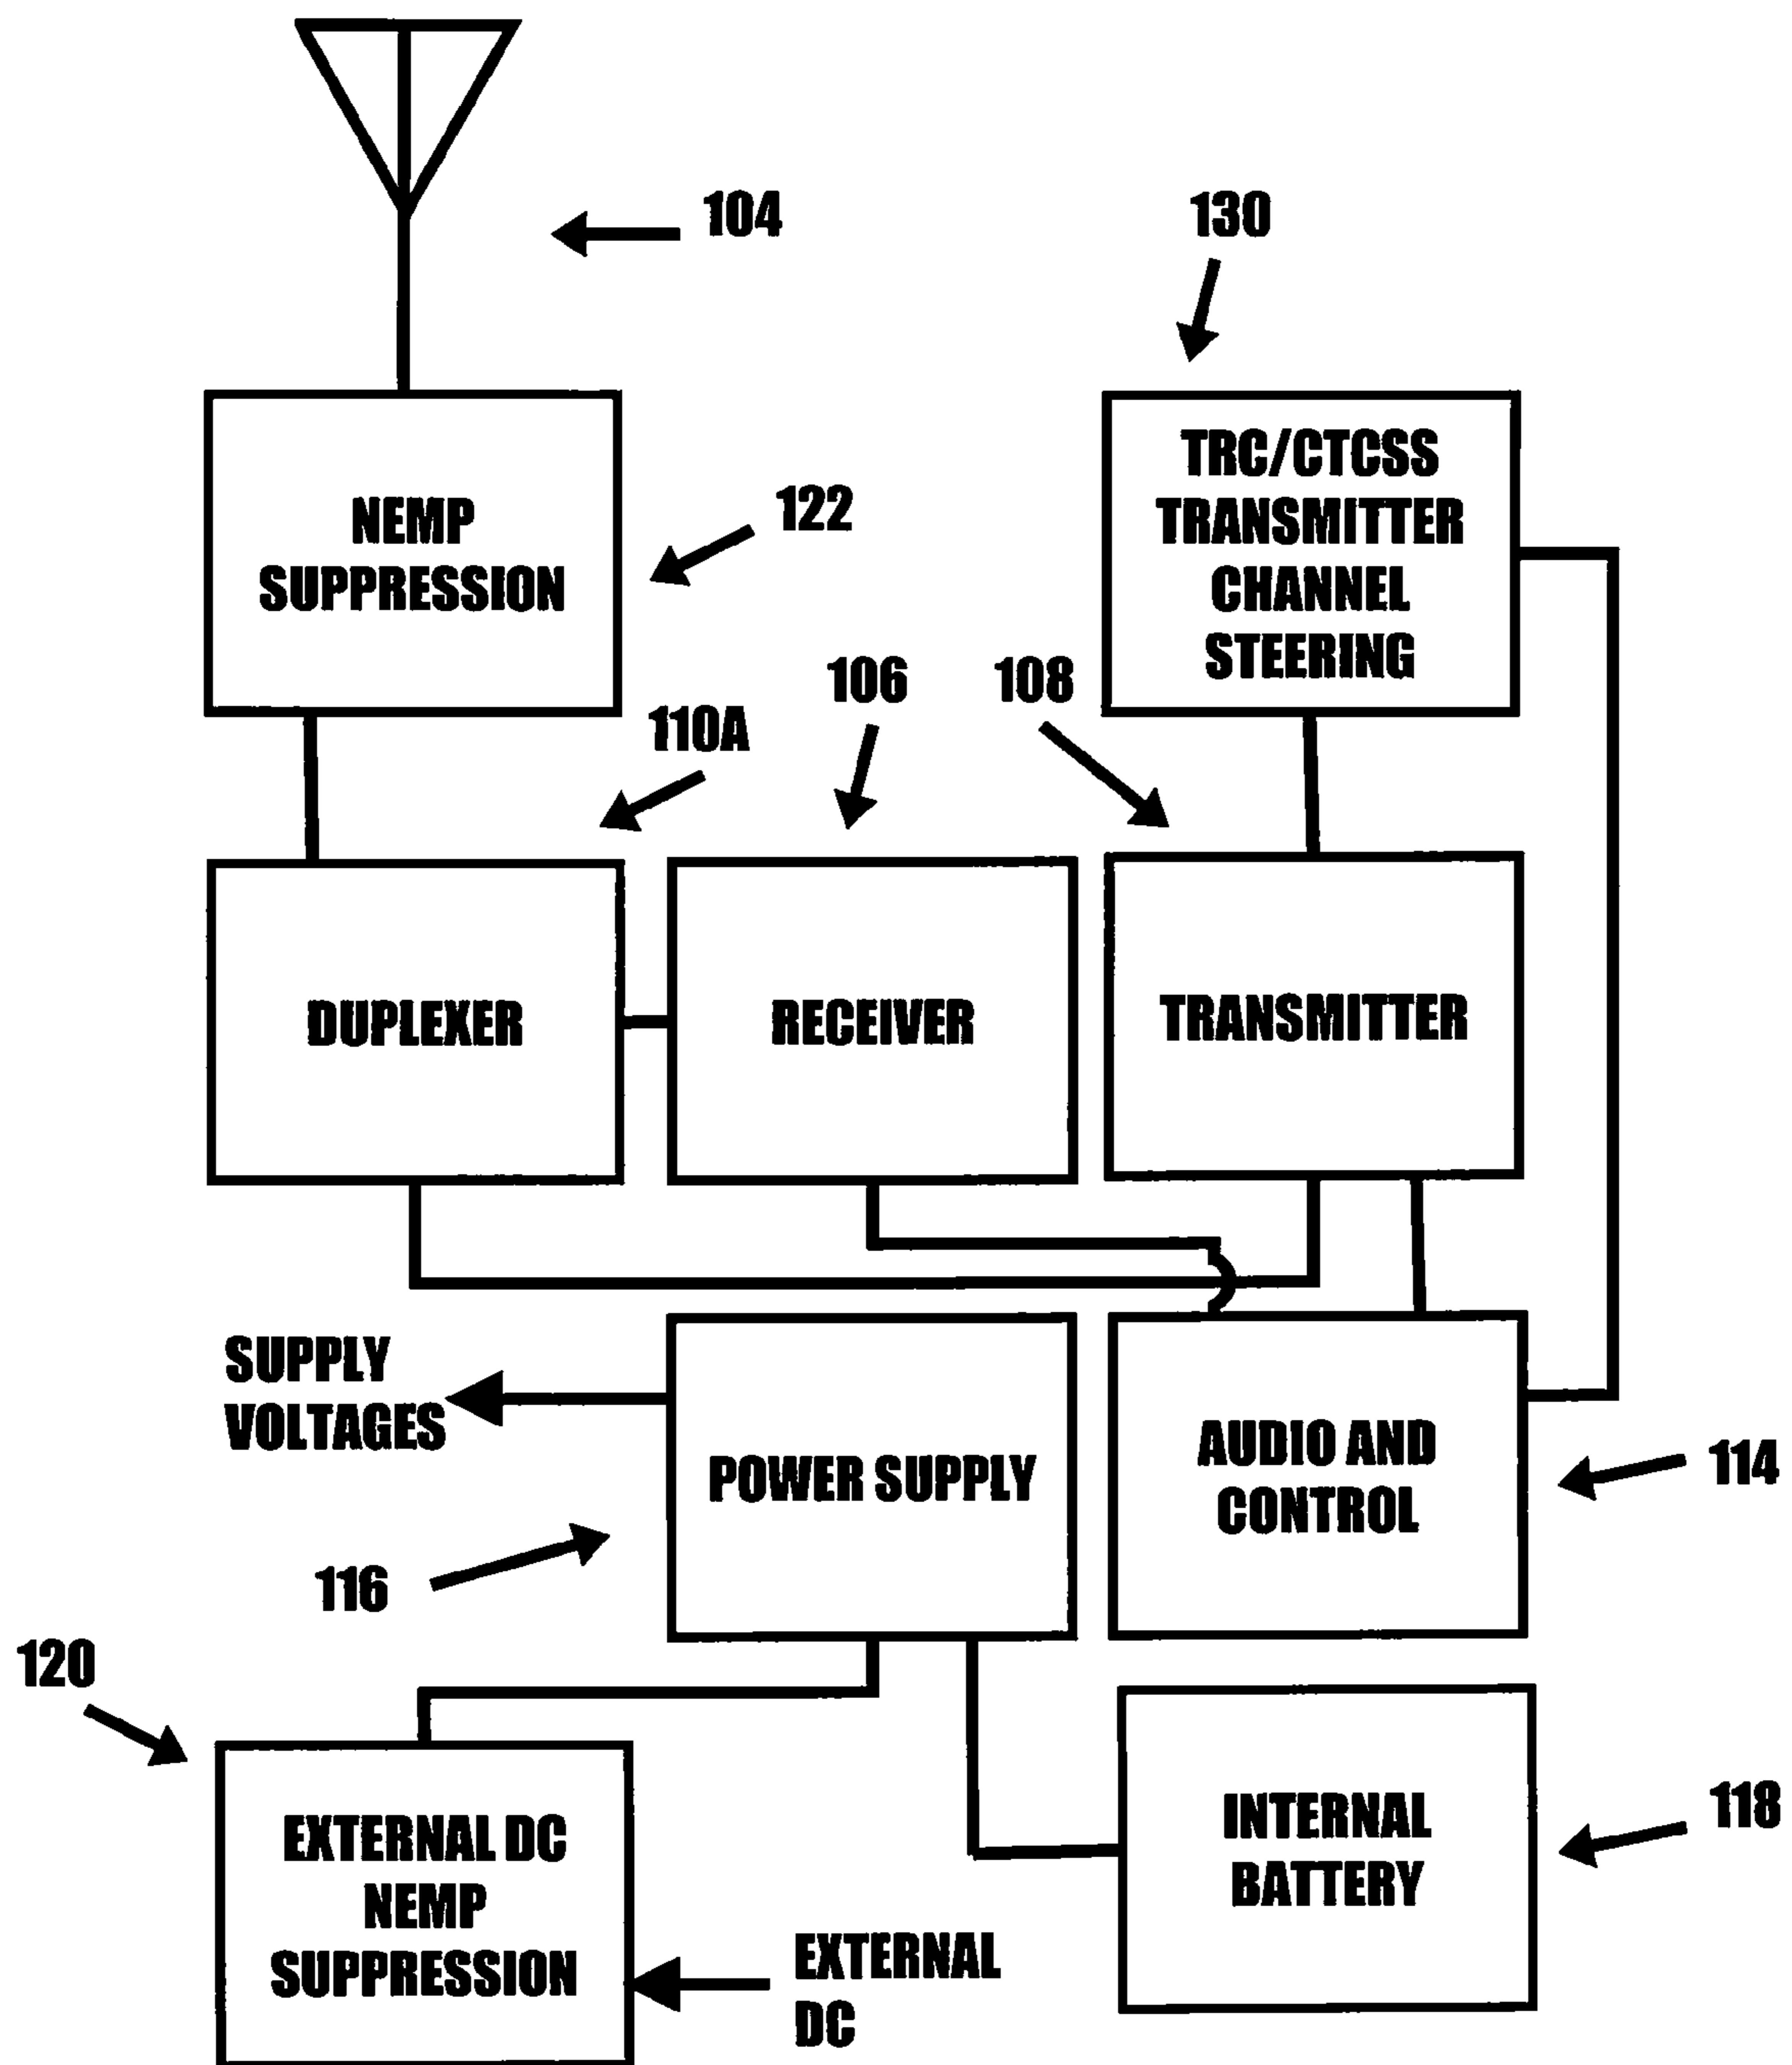 104
130
NEMP
SUPPRESSION
122
TRC/CTCSS
TRANSMITTER
CHANNEL
STEERING
110A
106
108
DUPLEXER
RECEIVER
TRANSMITTER
SUPPLY
VOLTAGES
POWER SUPPLY
AUDIO AND
CONTROL
114
116
120
EXTERNAL DC
NEMP
SUPPRESSION
EXTERNAL
DC
INTERNAL
BATTERY
118